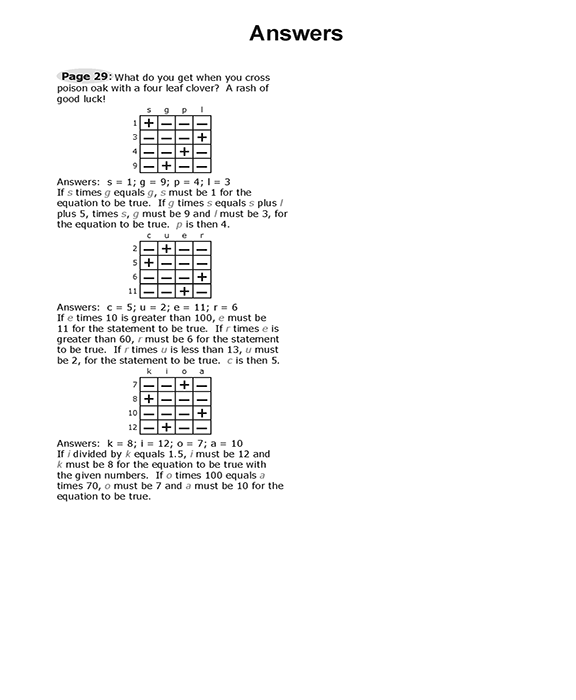 Answers
Page 29: What do you get when you cross
poison oak with a four leaf clover? A rash of
good luck!
s g p l
1 + — — —
3 — — — +
4 — — + —
9 — + — —
Answers: s = 1; g = 9; p = 4; l = 3
If s times g equals g, s must be 1 for the
equation to be true. If g times s equals s plus l
plus 5, times s, g must be 9 and l must be 3, for
the equation to be true. p is then 4.
c u e r
2 — + — —
5 + — — —
6 — — — +
11 — — + —
Answers: c = 5; u = 2; e = 11; r = 6
If e times 10 is greater than 100, e must be
11 for the statement to be true. If r times e is
greater than 60, r must be 6 for the statement
to be true. If r times u is less than 13, u must
be 2, for the statement to be true. c is then 5.
k i o a
7 — — + —
8 + — — —
10 — — — +
12 — + — —
Answers: k = 8; i = 12; o = 7; a = 10
If i divided by k equals 1.5, i must be 12 and
k must be 8 for the equation to be true with
the given numbers. If o times 100 equals a
times 70, o must be 7 and a must be 10 for the
equation to be true.